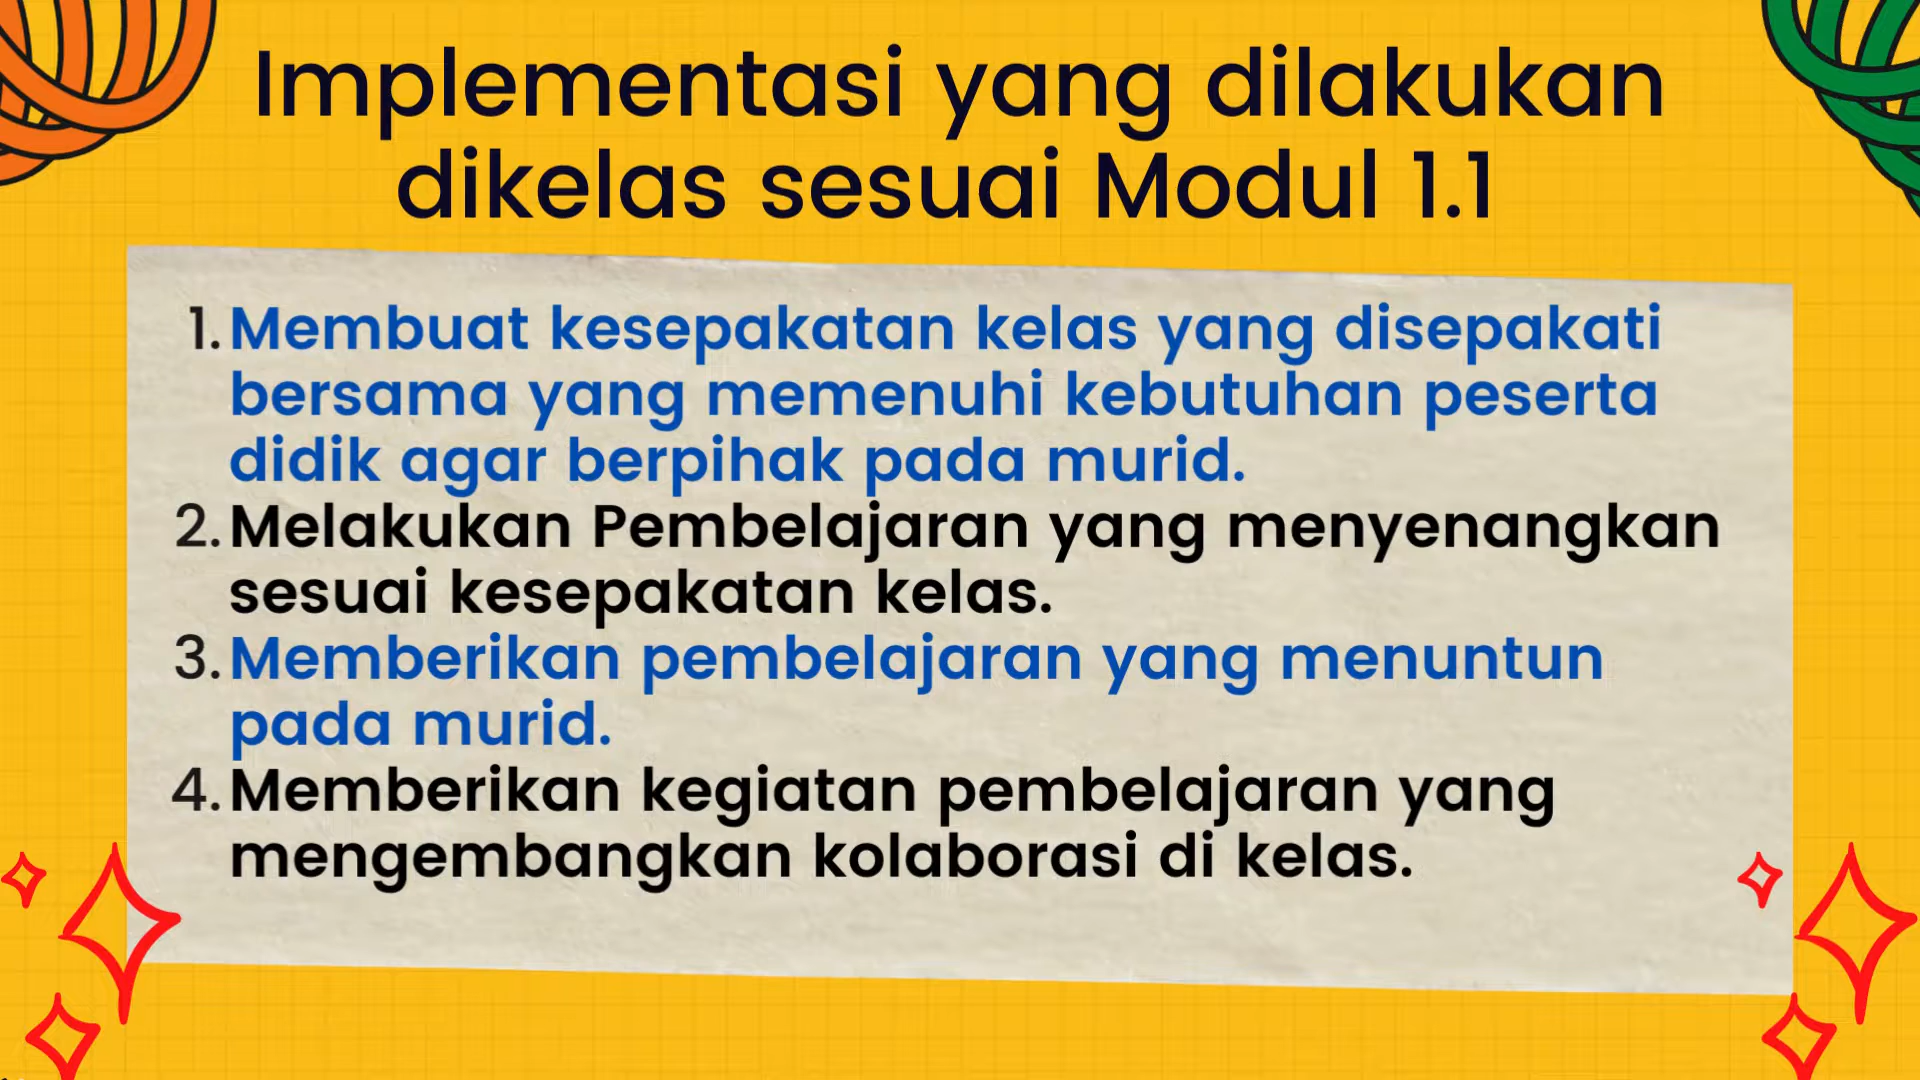 Implementasi yang dilakukan
dikelas sesuai Modul 1.1
1. Membuat kesepakatan kelas yang disepakati
bersama yang memenuhi kebutuhan peserta
didik agar berpihak pada murid.
2. Melakukan Pembelajaran yang menyenangkan
sesuai kesepakatan kelas.
3. Memberikan pembelajaran yang menuntun
pada murid.
4. Memberikan kegiatan pembelajaran yang
mengembangkan kolaborasi di kelas.